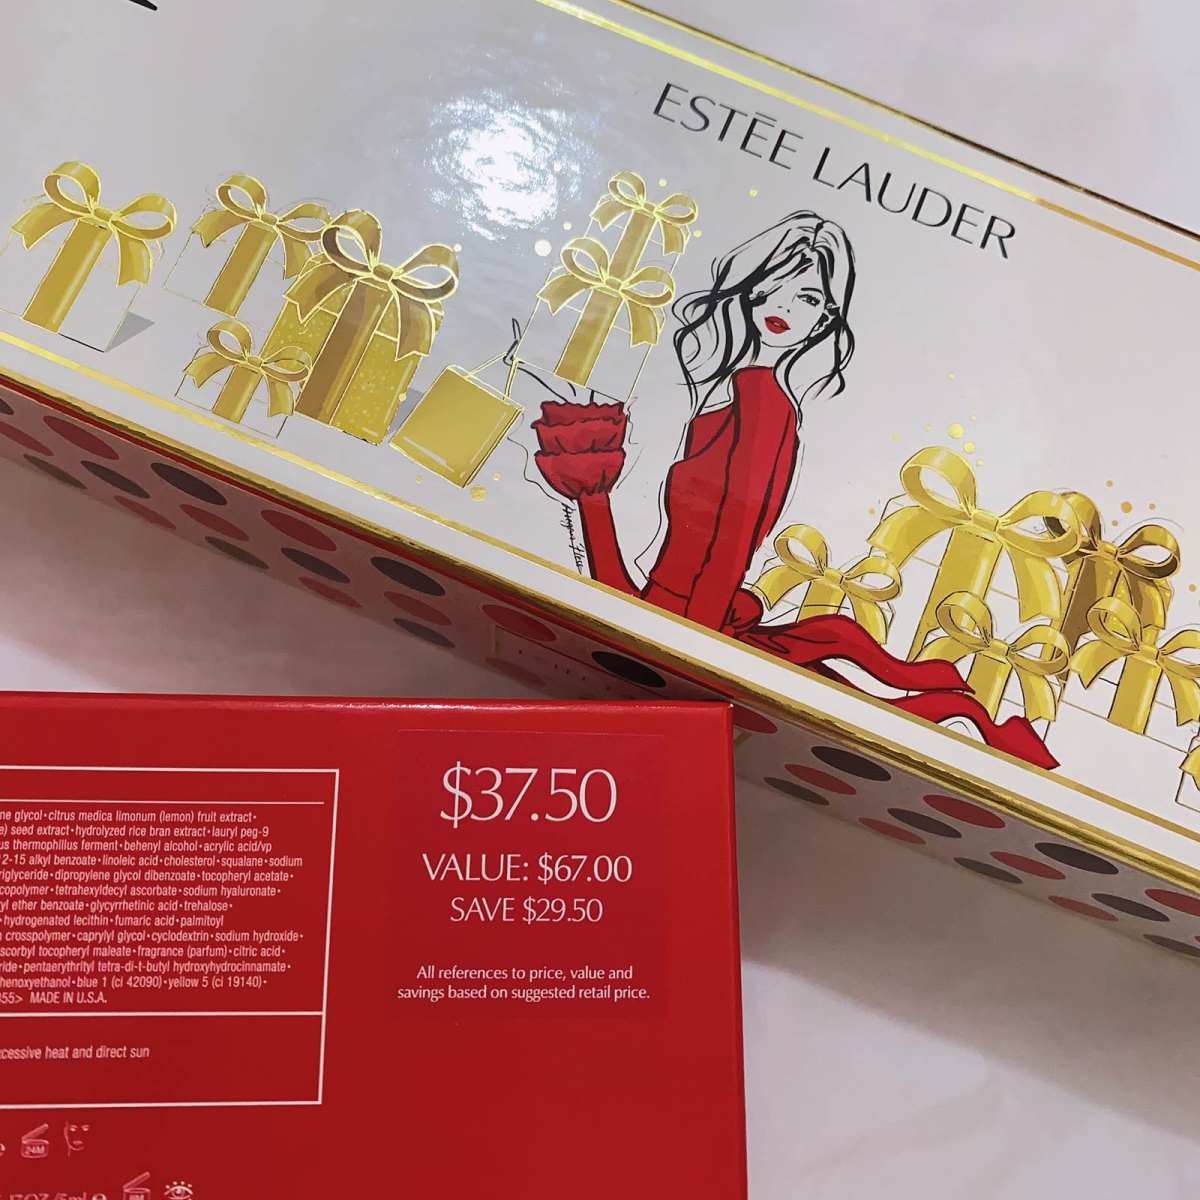 ESTĒE LAUDER
ne glycol•citrus medica limonum (lemon) fruit extract•
e) seed extract•hydrolyzed rice bran extract•lauryl peg-9
us thermophillus ferment•behenyl alcohol•acrylic acid/vp
2-15 alkyl benzoate•linoleic acid•cholesterol•squalane•sodium
riglyceride•dipropylene glycol dibenzoate•tocopheryl acetate•
copolymer•tetrahexyldecyl ascorbate•sodium hyaluronate•
yl ether benzoate•glycyrrhetinic acid•trehalose•
•hydrogenated lecithin•fumaric acid•palmitoyl
n crosspolymer•caprylyl glycol•cyclodextrin•sodium hydroxide•
scorbyl tocopheryl maleate•fragrance (parfum)•citric acid•
ride•pentaerythrityl tetra-di-t-butyl hydroxyhydrocinnamate•
henoxyethanol•blue 1 (ci 42090)•yellow 5 (ci 19140)•
055> MADE IN U.S.A.
xcessive heat and direct sun
$37.50
VALUE: $67.00
SAVE $29.50
All references to price, value and
savings based on suggested retail price.
24M